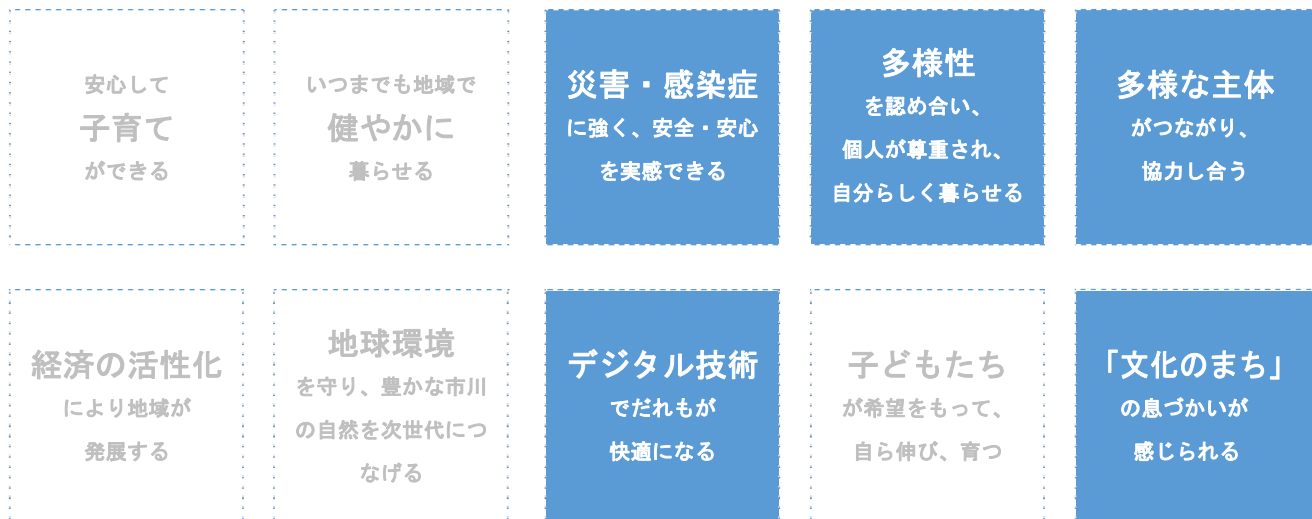 安心して
子育て
ができる
いつまでも地域で
健やかに
暮らせる
災害・感染症
に強く、安全・安心
を実感できる
多様性
を認め合い、
個人が尊重され、
自分らしく暮らせる
多様な主体
がつながり、
協力し合う
経済の活性化
により地域が
発展する
地球環境
を守り、豊かな市川
の自然を次世代につ
なげる
デジタル技術
でだれもが
快適になる
子どもたち
が希望をもって、
自ら伸び、育つ
「文化のまち」
の息づかいが
感じられる